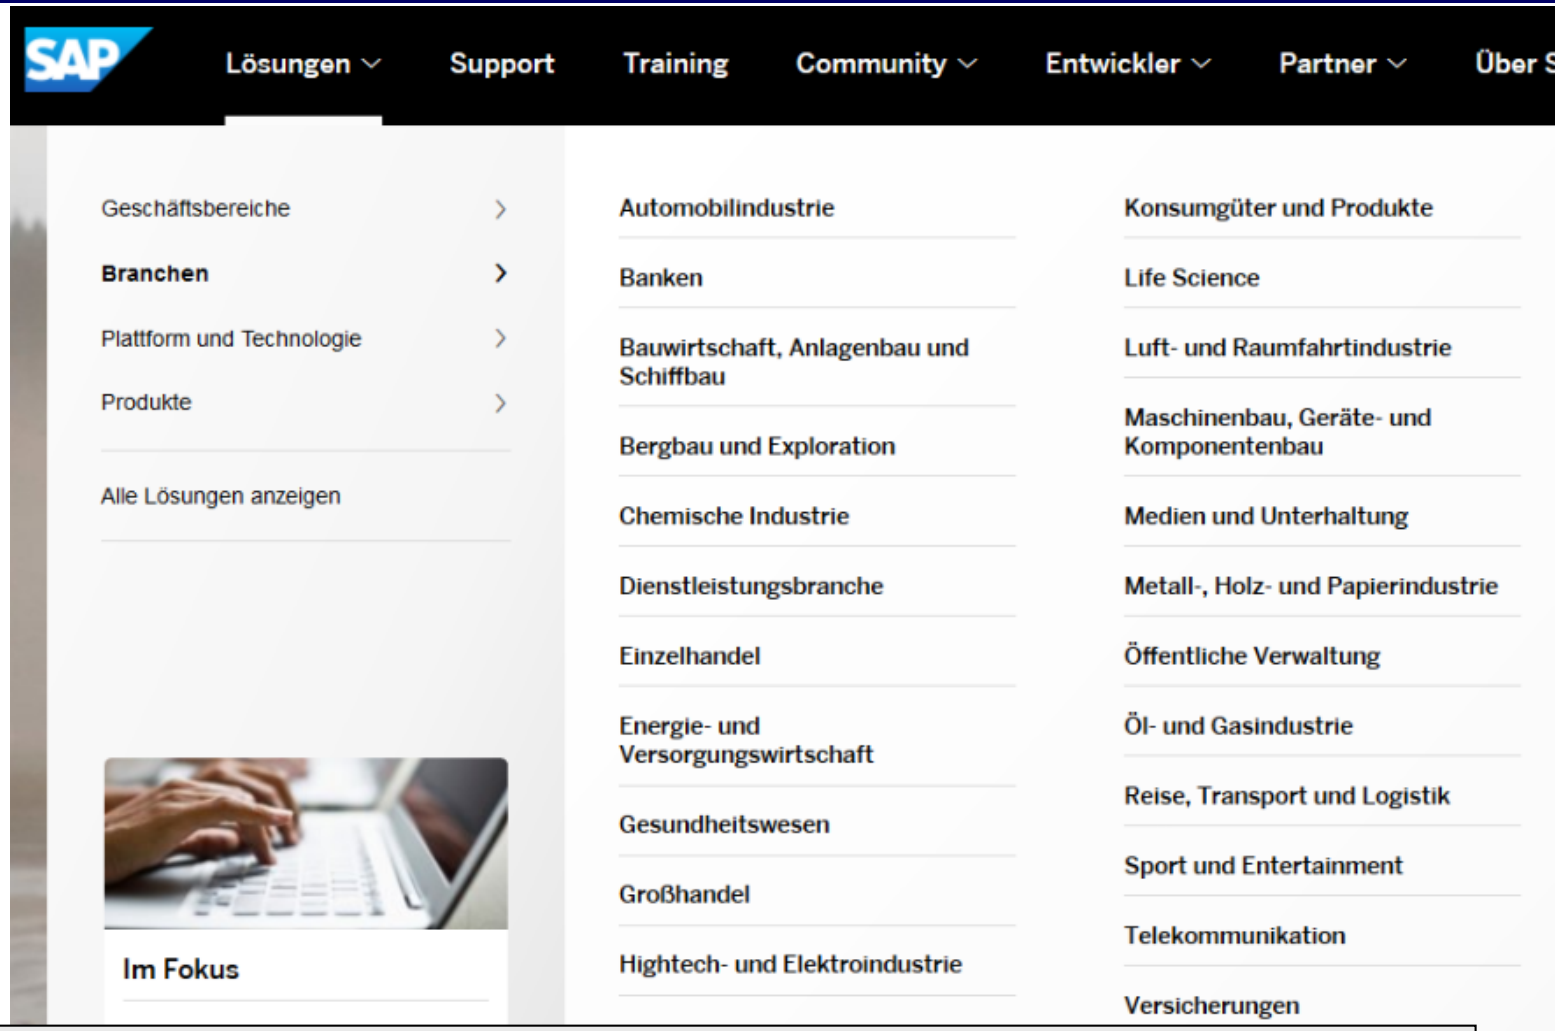 SAP
Lösungen
Support
Training
Community
Entwickler
Partner
Über S
Geschäftsbereiche
Branchen
Plattform und Technologie
Produkte
Alle Lösungen anzeigen
Im Fokus
Automobilindustrie
Banken
Bauwirtschaft, Anlagenbau und
Schiffbau
Bergbau und Exploration
Chemische Industrie
Dienstleistungsbranche
Einzelhandel
Energie- und
Versorgungswirtschaft
Gesundheitswesen
Großhandel
Hightech- und Elektroindustrie
Konsumgüter und Produkte
Life Science
Luft- und Raumfahrtindustrie
Maschinenbau, Geräte- und
Komponentenbau
Medien und Unterhaltung
Metall-, Holz- und Papierindustrie
Öffentliche Verwaltung
Öl- und Gasindustrie
Reise, Transport und Logistik
Sport und Entertainment
Telekommunikation
Versicherungen